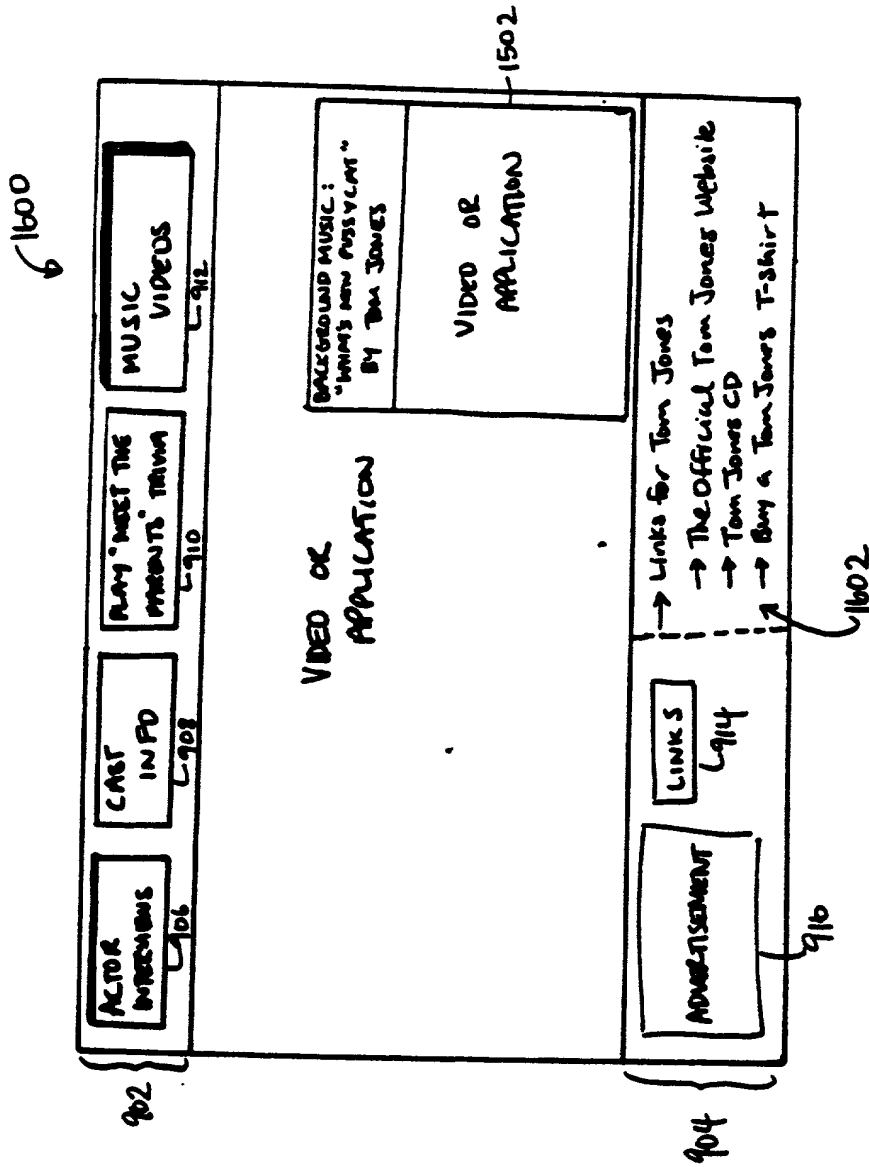 1600
902
ACTOR
INTERVIEWS
906
CAST
INFO
908
PLAY "MEET THE
PARENTS" TRIVIA
910
MUSIC
VIDEOS
912
VIDEO OR
APPLICATION
BACKGROUND MUSIC:
"WHAT'S NEW PUSSYCAT"
BY TOM JONES
VIDEO OR
APPLICATION
1502
904
ADVERTISEMENT
916
LINKS
914
→ Links for Tom Jones
→ The Official Tom Jones Website
→ Tom Jones CD
→ Buy a Tom Jones T-Shirt
1602